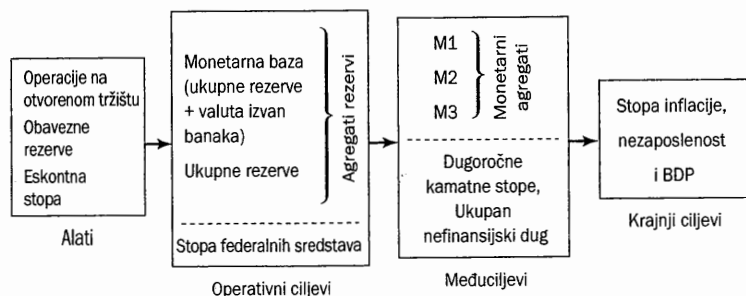 Operacije na
otvorenom tržištu
Obavezne
rezerve
Eskontna
stopa
Alati
Monetarna baza
(ukupne rezerve
+ valuta izvan
banaka)
Ukupne rezerve
Agregati rezervi
Stopa federalnih sredstava
Operativni ciljevi
M1
M2
M3
Monetarni
agregati
Dugoročne
kamatne stope,
Ukupan
nefinansijski dug
Međuciljevi
Stopa inflacije,
nezaposlenost
i BDP
Krajnji ciljevi